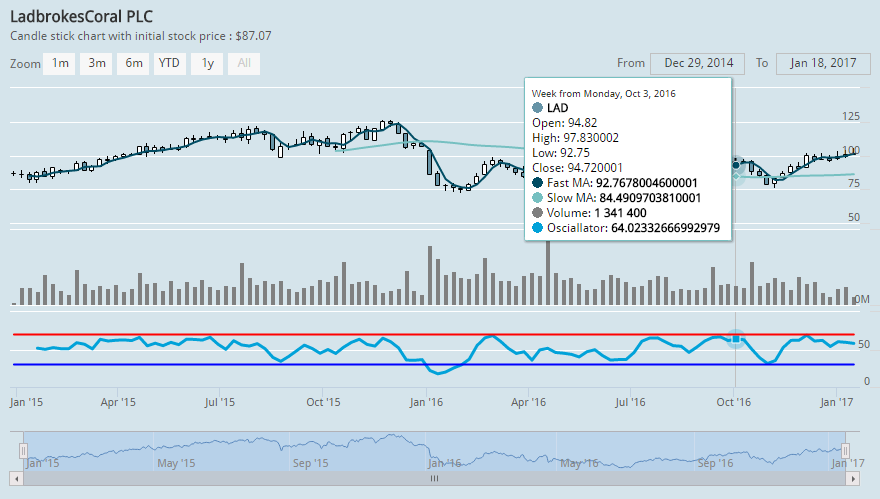 LadbrokesCoral PLC
Candle stick chart with initial stock price : $87.07
Zoom 1m 3m 6m YTD 1y All From Dec 29, 2014 To Jan 18, 2017
Week from Monday, Oct 3, 2016
LAD
Open: 94.82
High: 97.830002
Low: 92.75
Close: 94.720001
Fast MA: 92.7678004600001
Slow MA: 84.4909703810001
Volume: 1 341 400
Osciallator: 64.02332666992979
125
100
75
50
0M
50
0
Jan '15 Apr '15 Jul '15 Oct '15 Jan '16 Apr '16 Jul '16 Oct '16 Jan '17
Jan '15 May '15 Sep '15 Jan '16 May '16 Sep '16 Jan '17